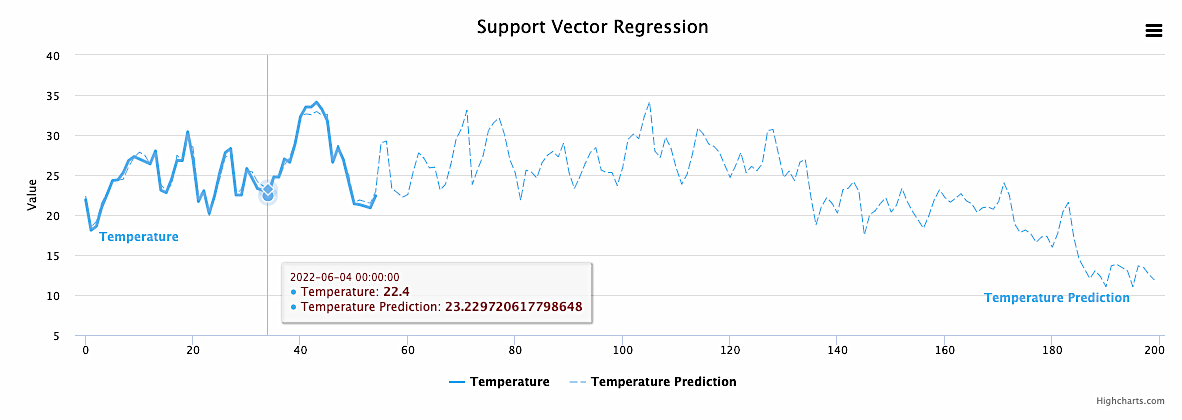 Support Vector Regression
40
35
30
25
20
15
10
5
Value
Temperature
2022-06-04 00:00:00
● Temperature: 22.4
● Temperature Prediction: 23.229720617798648
Temperature Prediction
0 20 40 60 80 100 120 140 160 180 200
Temperature Temperature Prediction
Highcharts.com